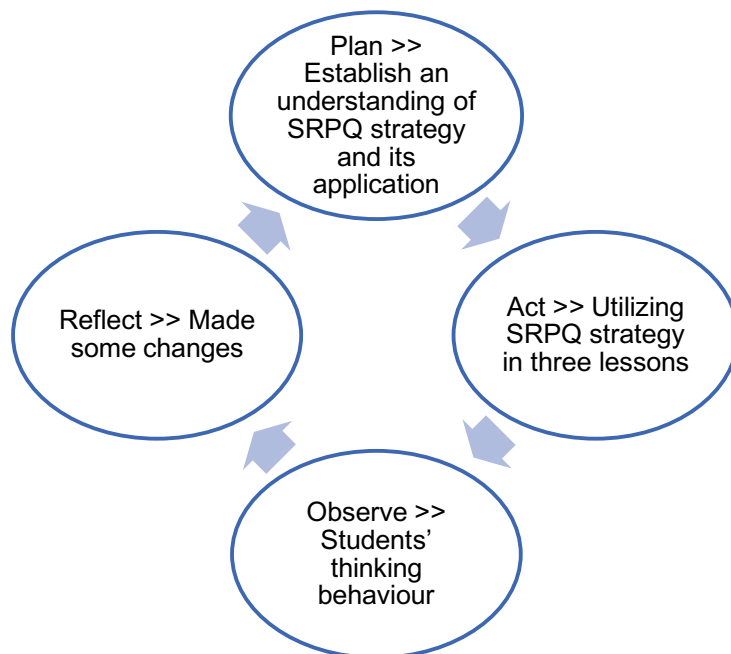 Plan >>
Establish an
understanding of
SRPQ strategy
and its
application
Act >> Utilizing
SRPQ strategy
in three lessons
Observe >>
Students’
thinking
behaviour
Reflect >> Made
some changes